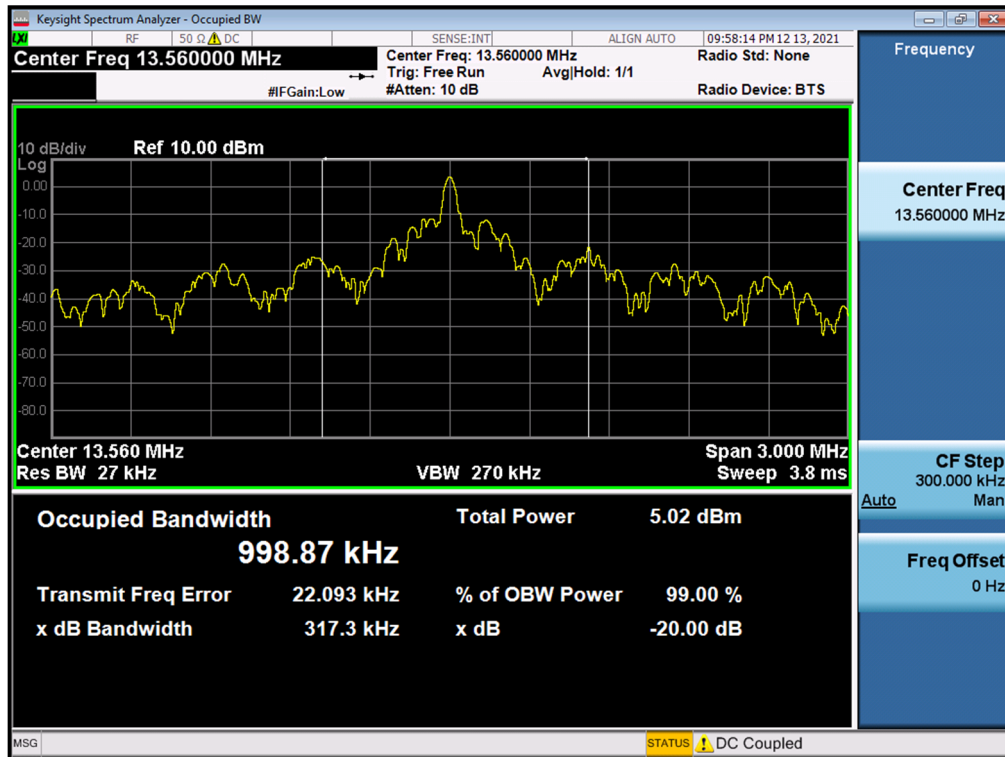 Keysight Spectrum Analyzer - Occupied BW
LXI RF 50 Ω DC SENSE:INT ALIGN AUTO 09:58:14 PM 12 13, 2021
Center Freq 13.560000 MHz
Center Freq: 13.560000 MHz
Radio Std: None
Trig: Free Run Avg|Hold: 1/1
#IFGain:Low
#Atten: 10 dB
Radio Device: BTS
Frequency
10 dB/div Ref 10.00 dBm
Log
0.00
-10.0
-20.0
-30.0
-40.0
-50.0
-60.0
-70.0
-80.0
Center 13.560 MHz Span 3.000 MHz
Res BW 27 kHz VBW 270 kHz Sweep 3.8 ms
Center Freq
13.560000 MHz
CF Step
300.000 kHz
Auto Man
Freq Offset
0 Hz
Occupied Bandwidth Total Power 5.02 dBm
998.87 kHz
Transmit Freq Error 22.093 kHz % of OBW Power 99.00 %
x dB Bandwidth 317.3 kHz x dB -20.00 dB
MSG STATUS DC Coupled